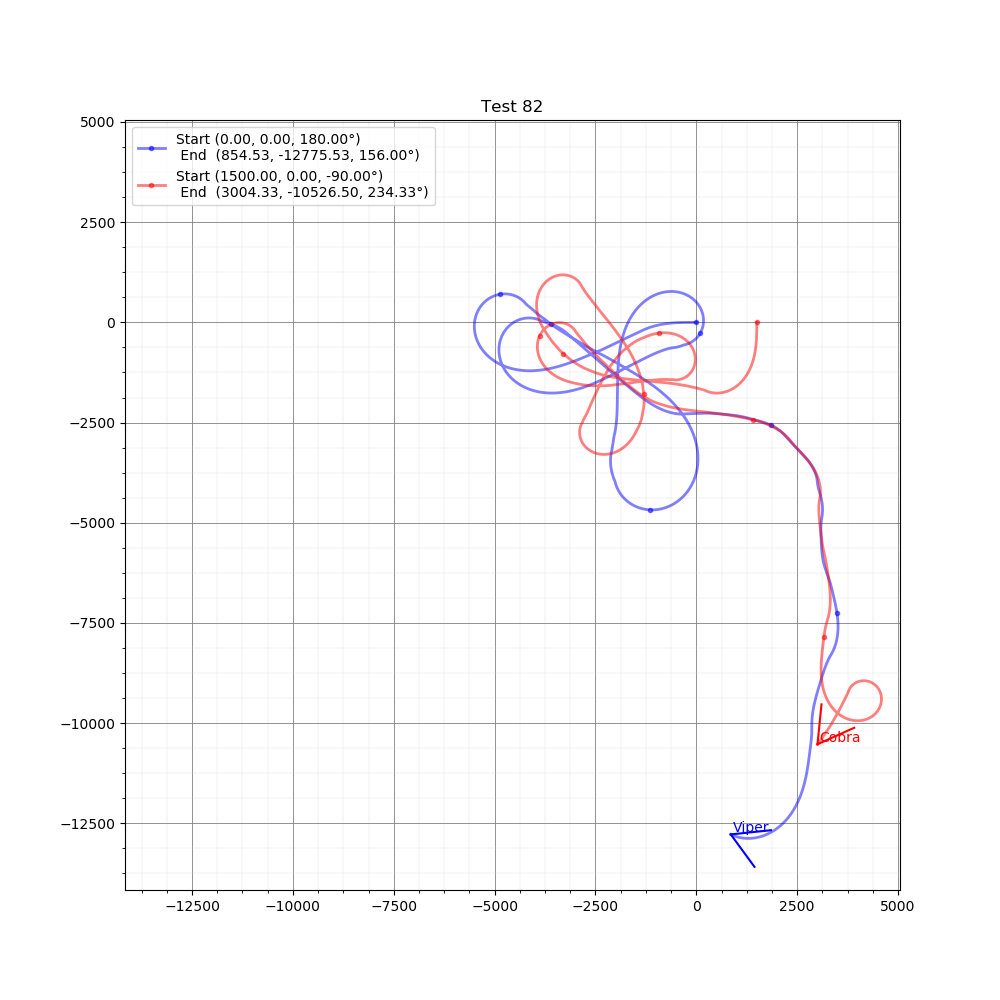 Test 82
Start (0.00, 0.00, 180.00°)
End  (854.53, -12775.53, 156.00°)
Start (1500.00, 0.00, -90.00°)
End  (3004.33, -10526.50, 234.33°)
5000
2500
0
−2500
−5000
−7500
−10000
−12500
Cobra
Viper
−12500 −10000 −7500 −5000 −2500 0 2500 5000